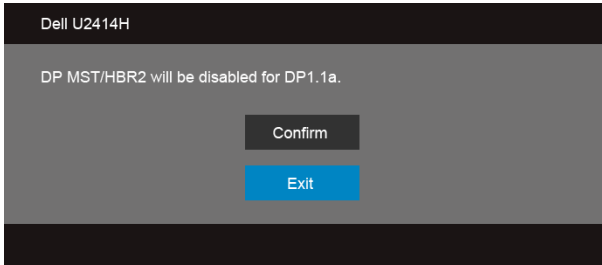 Dell U2414H
DP MST/HBR2 will be disabled for DP1.1a.
Confirm
Exit